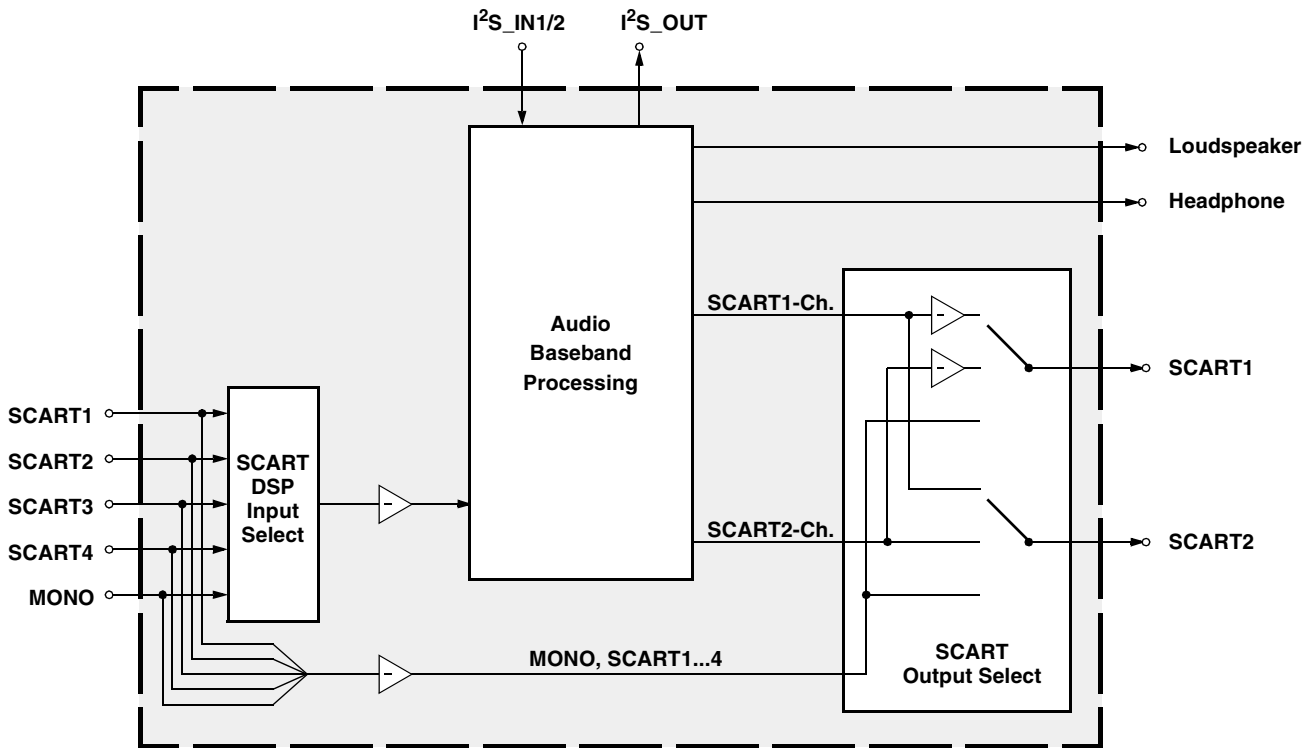 I²S_IN1/2
I²S_OUT
Loudspeaker
Headphone
SCART1-Ch.
Audio
Baseband
Processing
SCART1
SCART1
SCART2
SCART3
SCART4
MONO
SCART
DSP
Input
Select
-
-
-
-
SCART2-Ch.
SCART2
MONO, SCART1...4
SCART
Output Select